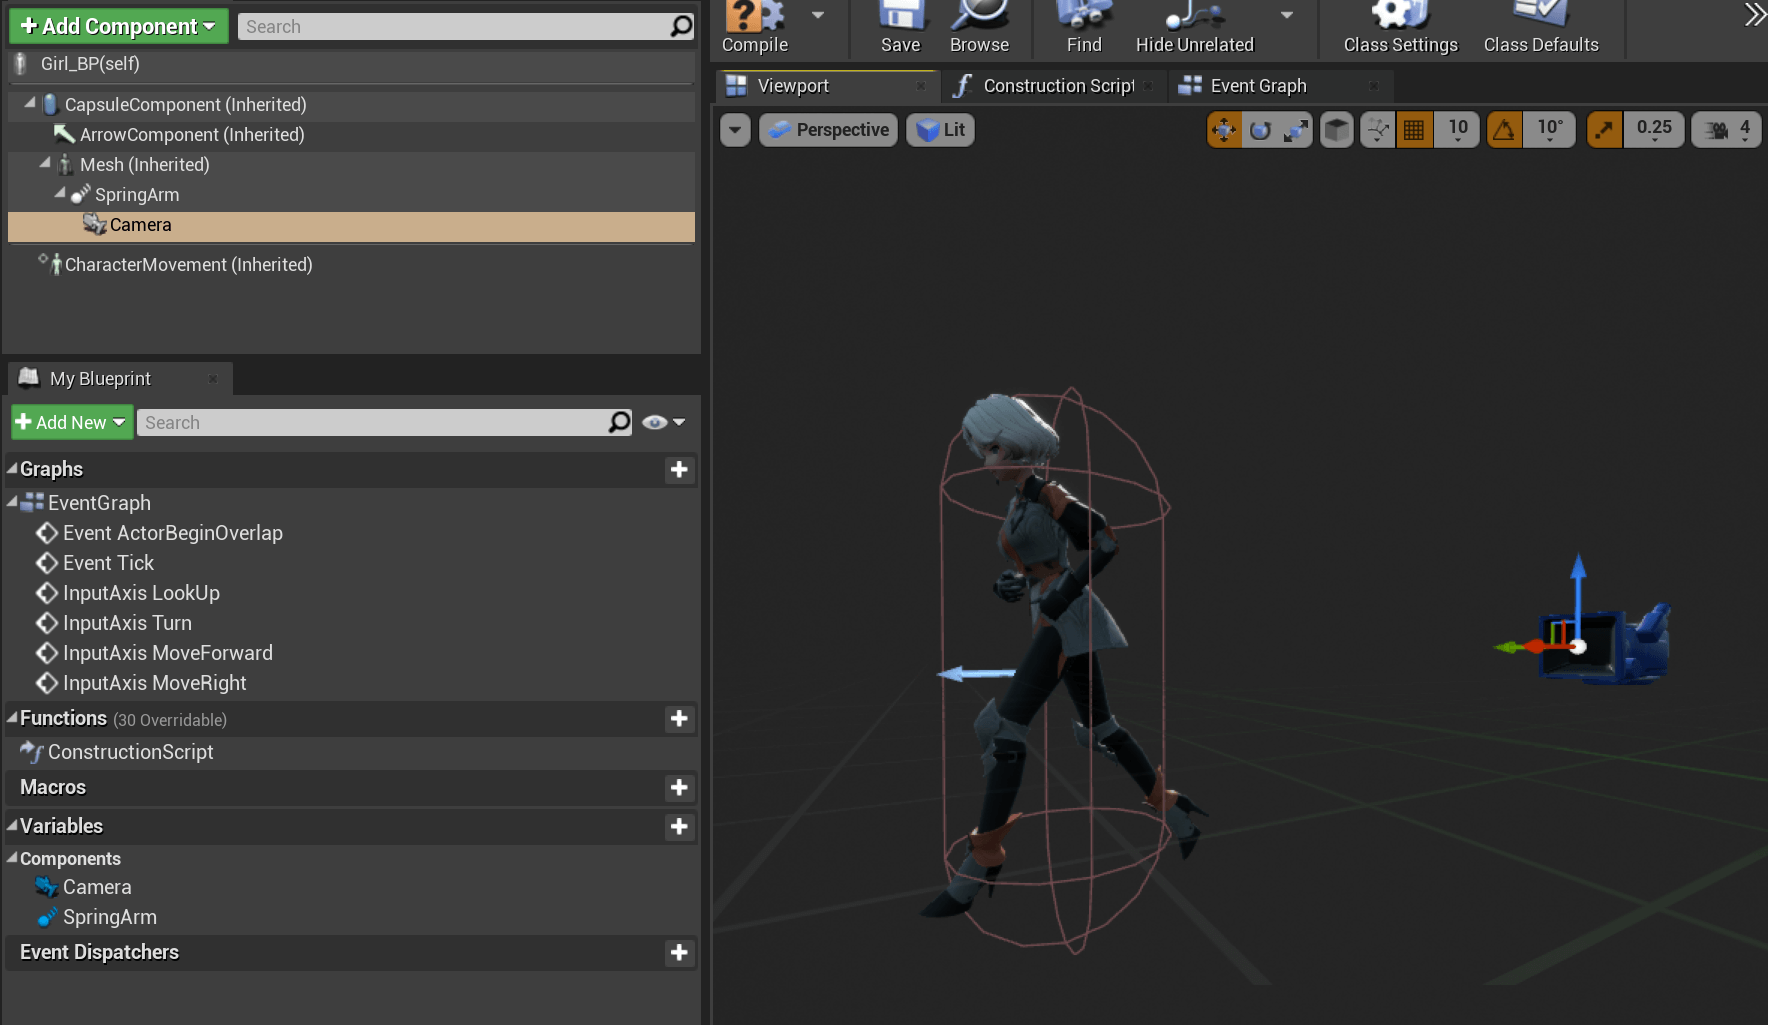 Add Component
Search
Girl_BP(self)
CapsuleComponent (Inherited)
ArrowComponent (Inherited)
Mesh (Inherited)
SpringArm
Camera
CharacterMovement (Inherited)
My Blueprint
Add New
Search
Graphs
EventGraph
Event ActorBeginOverlap
Event Tick
InputAxis LookUp
InputAxis Turn
InputAxis MoveForward
InputAxis MoveRight
Functions (30 Overridable)
ConstructionScript
Macros
Variables
Components
Camera
SpringArm
Event Dispatchers
Compile
Save
Browse
Find
Hide Unrelated
Class Settings
Class Defaults
Viewport
Construction Script
Event Graph
Perspective
Lit
10
10°
0.25
4